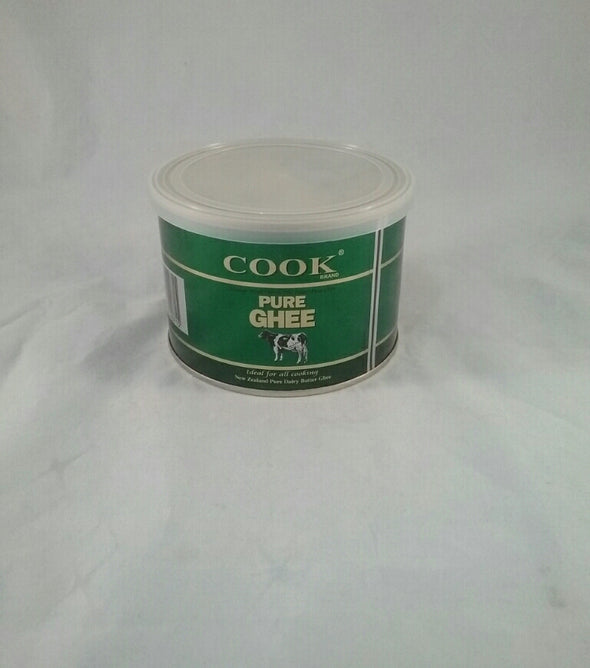 COOK®
BRAND
PURE
GHEE
Ideal for all cooking
New Zealand Pure Dairy Butter Ghee